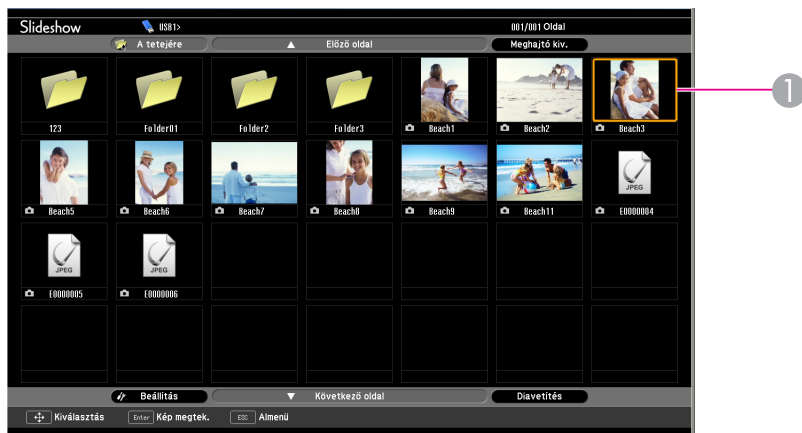 Slideshow USB1> 001/001 Oldal
A tetejére ▲ Előző oldal Meghajtó kiv.
123 Folder01 Folder2 Folder3 Beach1 Beach2 Beach3
Beach5 Beach6 Beach7 Beach8 Beach9 Beach11 JPEG E0000004
JPEG E0000005 JPEG E0000006
Beállítás ▼ Következő oldal Diavetítés
Kiválasztás Enter Kép megtek. ESC Almenü
1